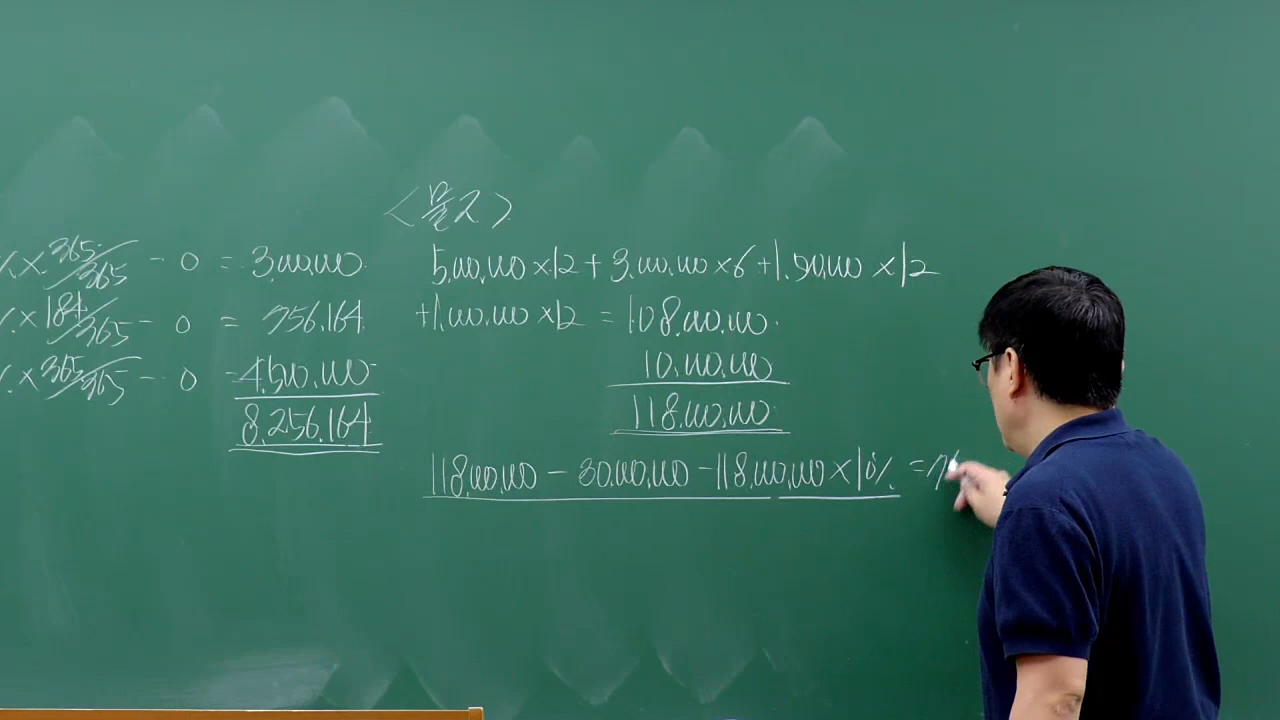 % × 365/365 - 0 = 3,000,000
% × 184/365 - 0 = 756,164
% × 365/365 - 0 4,500,000
8,256,164
<물2>
5,000,000 × 12 + 3,000,000 × 6 + 1,500,000 × 12
+ 1,000,000 × 12 = 108,000,000
10,000,000
118,000,000
118,000,000 - 30,000,000 - 118,000,000 × 10% = 7